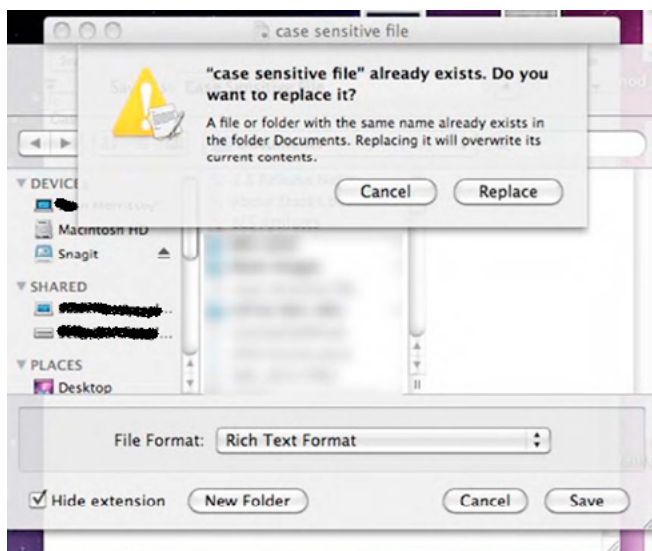 case sensitive file
"case sensitive file" already exists. Do you
want to replace it?
A file or folder with the same name already exists in
the folder Documents. Replacing it will overwrite its
current contents.
Cancel
Replace
DEVICES
Macintosh HD
Snagit
SHARED
PLACES
Desktop
File Format:
Rich Text Format
Hide extension
New Folder
Cancel
Save